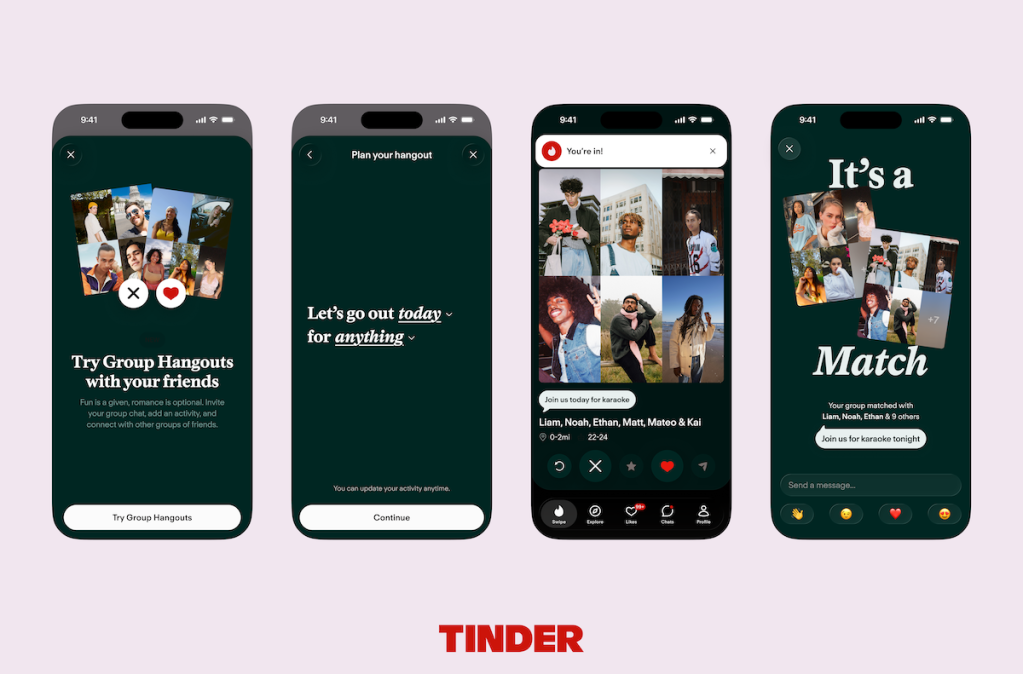 9:41
Try Group Hangouts
with your friends
Fun is a given, romance is optional. Invite
your group chat, add an activity, and
connect with other groups of friends.
Try Group Hangouts
9:41
Plan your hangout
Let's go out today
for anything
You can update your activity anytime.
Continue
9:41
You're in!
Join us today for karaoke
Liam, Noah, Ethan, Matt, Mateo & Kai
0-2mi 22-24
Swipe Explore Likes Chats Profile
9:41
It's a
+7
Match
Your group matched with
Liam, Noah, Ethan & 9 others
Join us for karaoke tonight
Send a message...
TINDER